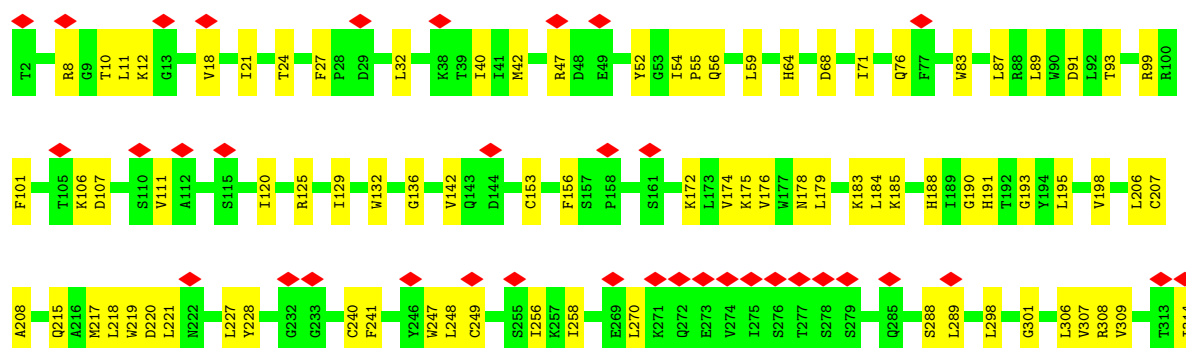 T2 R8 G9 T10 L11 K12 G13 V18 I21 T24 F27 P28 D29 L32 K38 T39 I40 I41 M42 R47 D48 E49 Y52 G53 I54 P55 Q56 L59 H64 D68 I71 Q76 F77 W83 L87 R88 L89 W90 D91 L92 T93 R99 R100
F101 T105 K106 D107 S110 V111 A112 S115 I120 R125 I129 W132 G136 V142 Q143 D144 C153 F156 S157 P158 S161 K172 L173 V174 K175 V176 W177 N178 L179 K183 L184 K185 H188 I189 G190 H191 T192 G193 Y194 L195 V198 L206 C207
A208 Q215 A216 M217 L218 W219 D220 L221 N222 L227 Y228 G232 G233 C240 F241 Y246 W247 L248 C249 S255 I256 K257 I258 E269 L270 K271 Q272 E273 V274 I275 S276 T277 S278 S279 Q285 S288 L289 L298 G301 L306 V307 R308 V309 T313